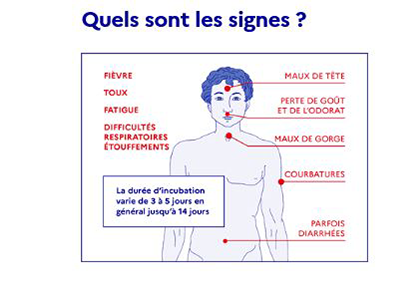 Quels sont les signes ?
FIÈVRE
TOUX
FATIGUE
DIFFICULTÉS
RESPIRATOIRES
ÉTOUFFEMENTS
MAUX DE TÊTE
PERTE DE GOÛT
ET DE L'ODORAT
MAUX DE GORGE
COURBATURES
La durée d'incubation
varie de 3 à 5 jours en
général jusqu'à 14 jours
PARFOIS
DIARRHÉES